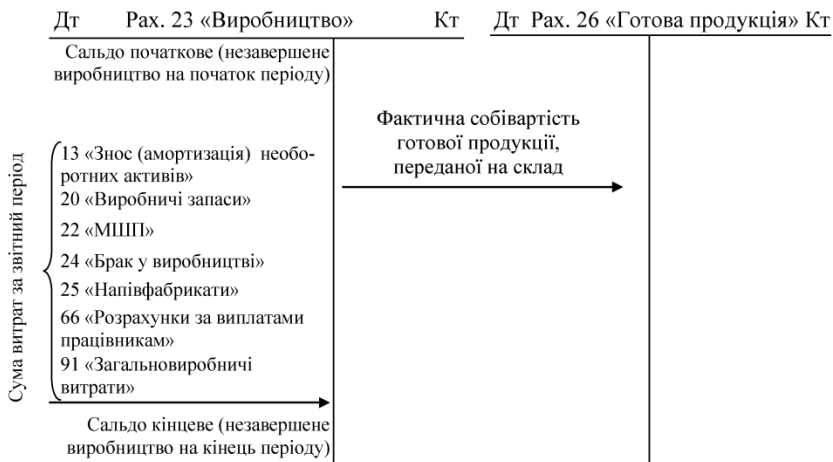 Дт Рах. 23 «Виробництво» Кт
Дт Рах. 26 «Готова продукція» Кт
Сальдо початкове (незавершене
виробництво на початок періоду)
Фактична собівартість
готової продукції,
переданої на склад
Сума витрат за звітний період
13 «Знос (амортизація) необо-
ротних активів»
20 «Виробничі запаси»
22 «МШП»
24 «Брак у виробництві»
25 «Напівфабрикати»
66 «Розрахунки за виплатами
працівникам»
91 «Загальновиробничі
витрати»
Сальдо кінцеве (незавершене
виробництво на кінець періоду)